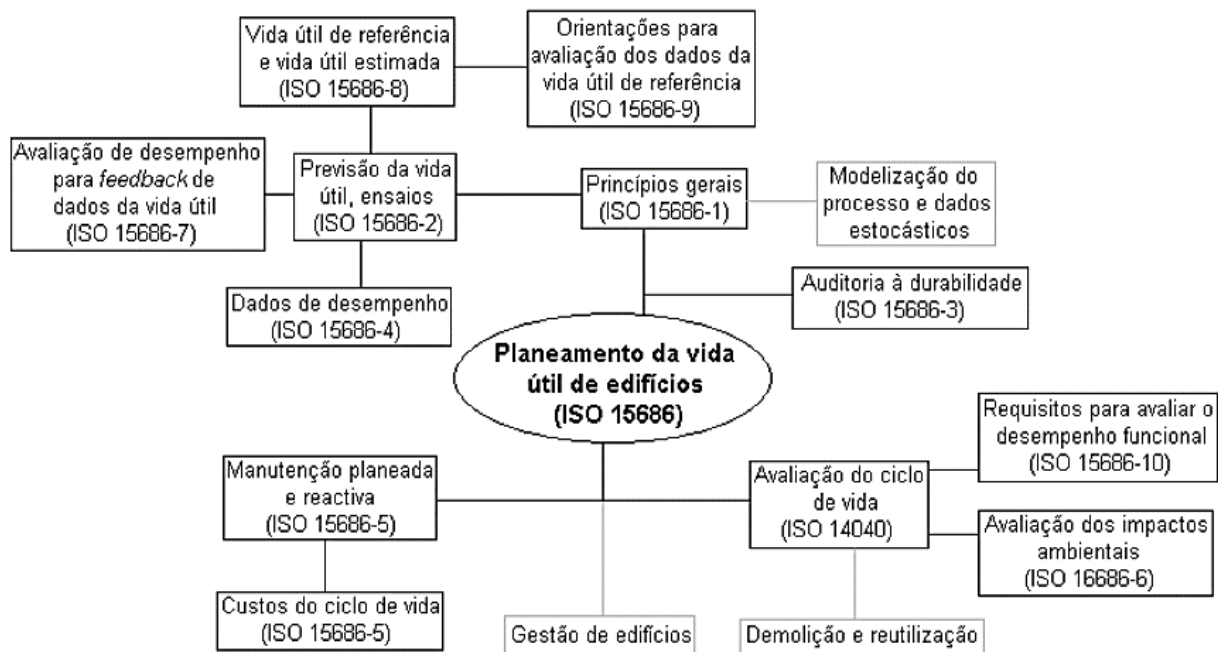 Vida útil de referência
e vida útil estimada
(ISO 15686-8)
Orientações para
avaliação dos dados da
vida útil de referência
(ISO 15686-9)
Avaliação de desempenho
para feedback de
dados da vida útil
(ISO 15686-7)
Previsão da vida
útil, ensaios
(ISO 15686-2)
Princípios gerais
(ISO 15686-1)
Modelização do
processo e dados
estocásticos
Dados de desempenho
(ISO 15686-4)
Auditoria à durabilidade
(ISO 15686-3)
Planeamento da vida
útil de edifícios
(ISO 15686)
Requisitos para avaliar o
desempenho funcional
(ISO 15686-10)
Manutenção planeada
e reactiva
(ISO 15686-5)
Avaliação do ciclo
de vida
(ISO 14040)
Avaliação dos impactos
ambientais
(ISO 16686-6)
Custos do ciclo de vida
(ISO 15686-5)
Gestão de edifícios
Demolição e reutilização